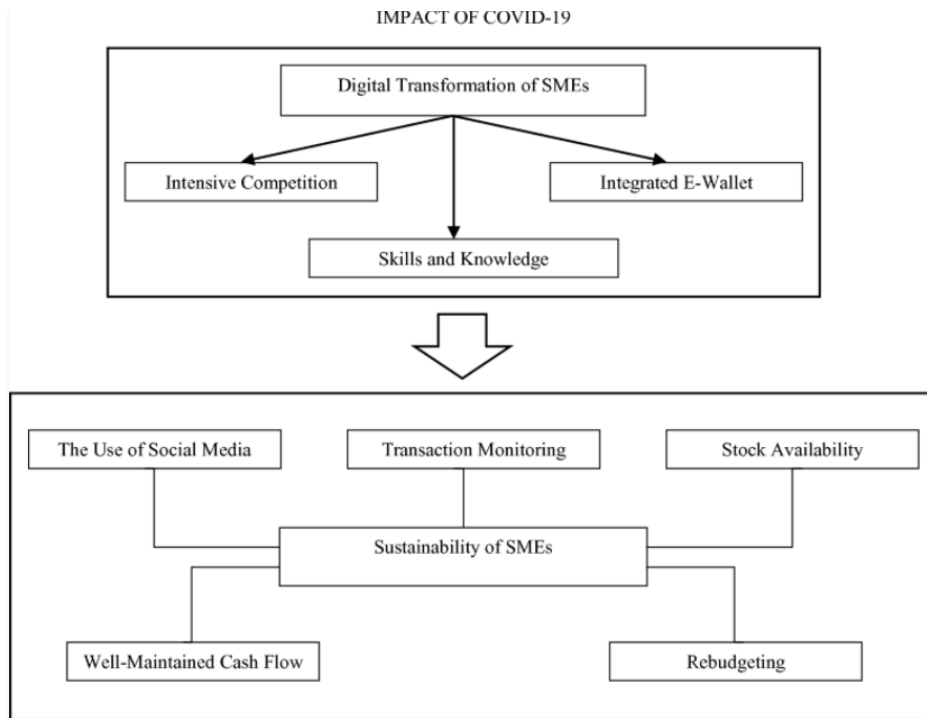 IMPACT OF COVID-19
Digital Transformation of SMEs
Intensive Competition
Integrated E-Wallet
Skills and Knowledge
The Use of Social Media
Transaction Monitoring
Stock Availability
Sustainability of SMEs
Well-Maintained Cash Flow
Rebudgeting